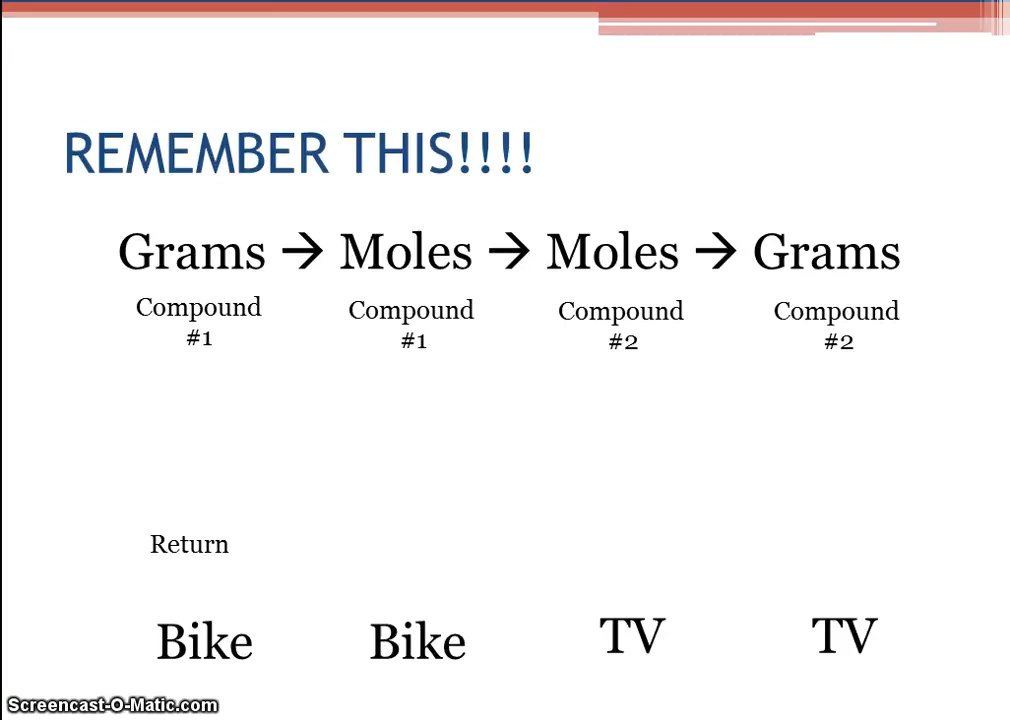 REMEMBER THIS!!!!
Grams → Moles → Moles → Grams
Compound #1 Compound #1 Compound #2 Compound #2
Return
Bike Bike TV TV
Screencast-O-Matic.com